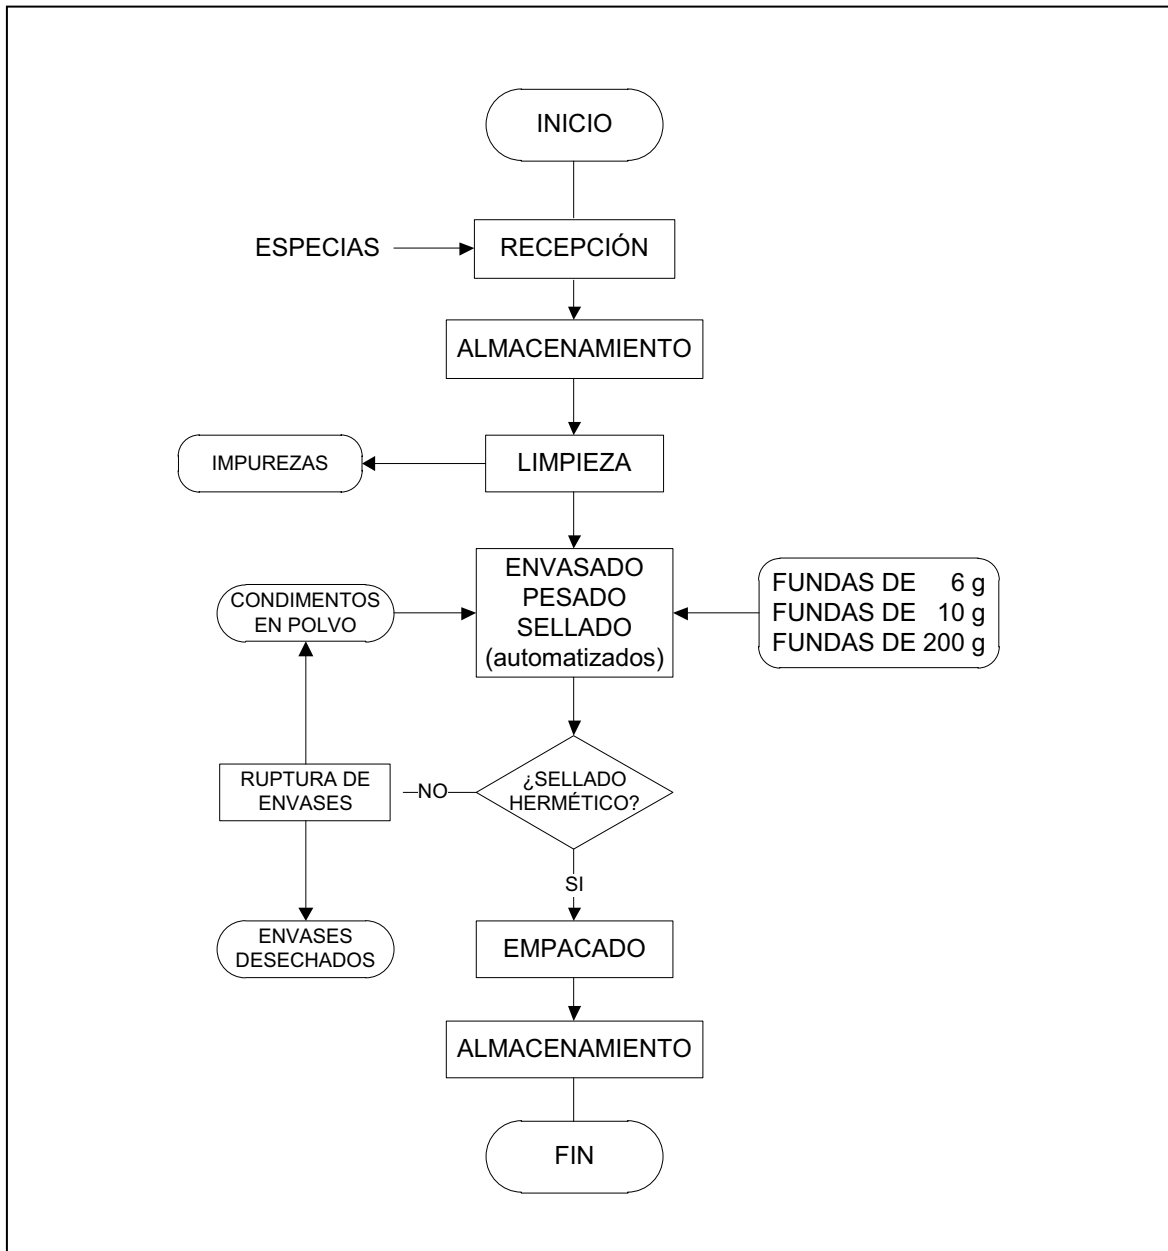 INICIO
ESPECIAS
RECEPCIÓN
ALMACENAMIENTO
IMPUREZAS
LIMPIEZA
CONDIMENTOS
EN POLVO
ENVASADO
PESADO
SELLADO
(automatizados)
FUNDAS DE 6 g
FUNDAS DE 10 g
FUNDAS DE 200 g
RUPTURA DE
ENVASES
NO
¿SELLADO
HERMÉTICO?
SI
ENVASES
DESECHADOS
EMPACADO
ALMACENAMIENTO
FIN